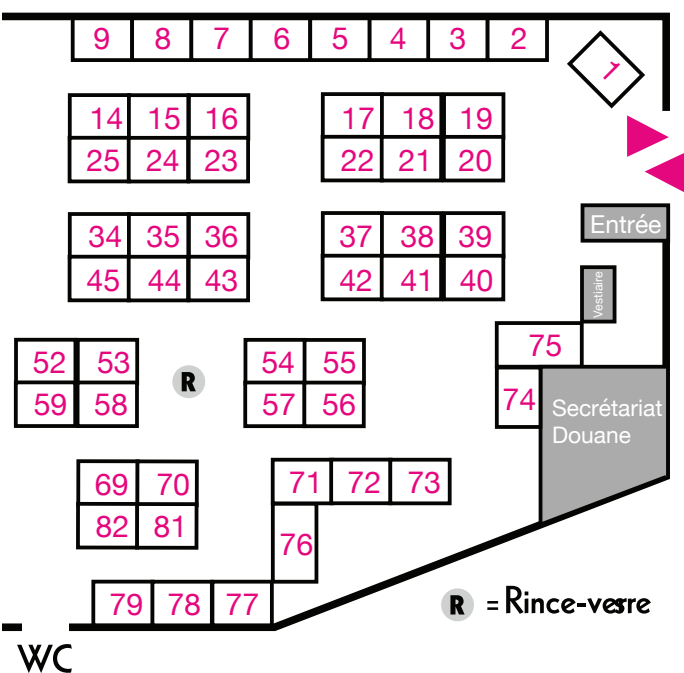 9 8 7 6 5 4 3 2
1
14 15 16 17 18 19
25 24 23 22 21 20
Entrée
34 35 36 37 38 39
45 44 43 42 41 40
Vestiaire
75
52 53 54 55
R
59 58 57 56
74
Secrétariat
Douane
69 70 71 72 73
82 81
76
79 78 77
R = Rince-verre
WC